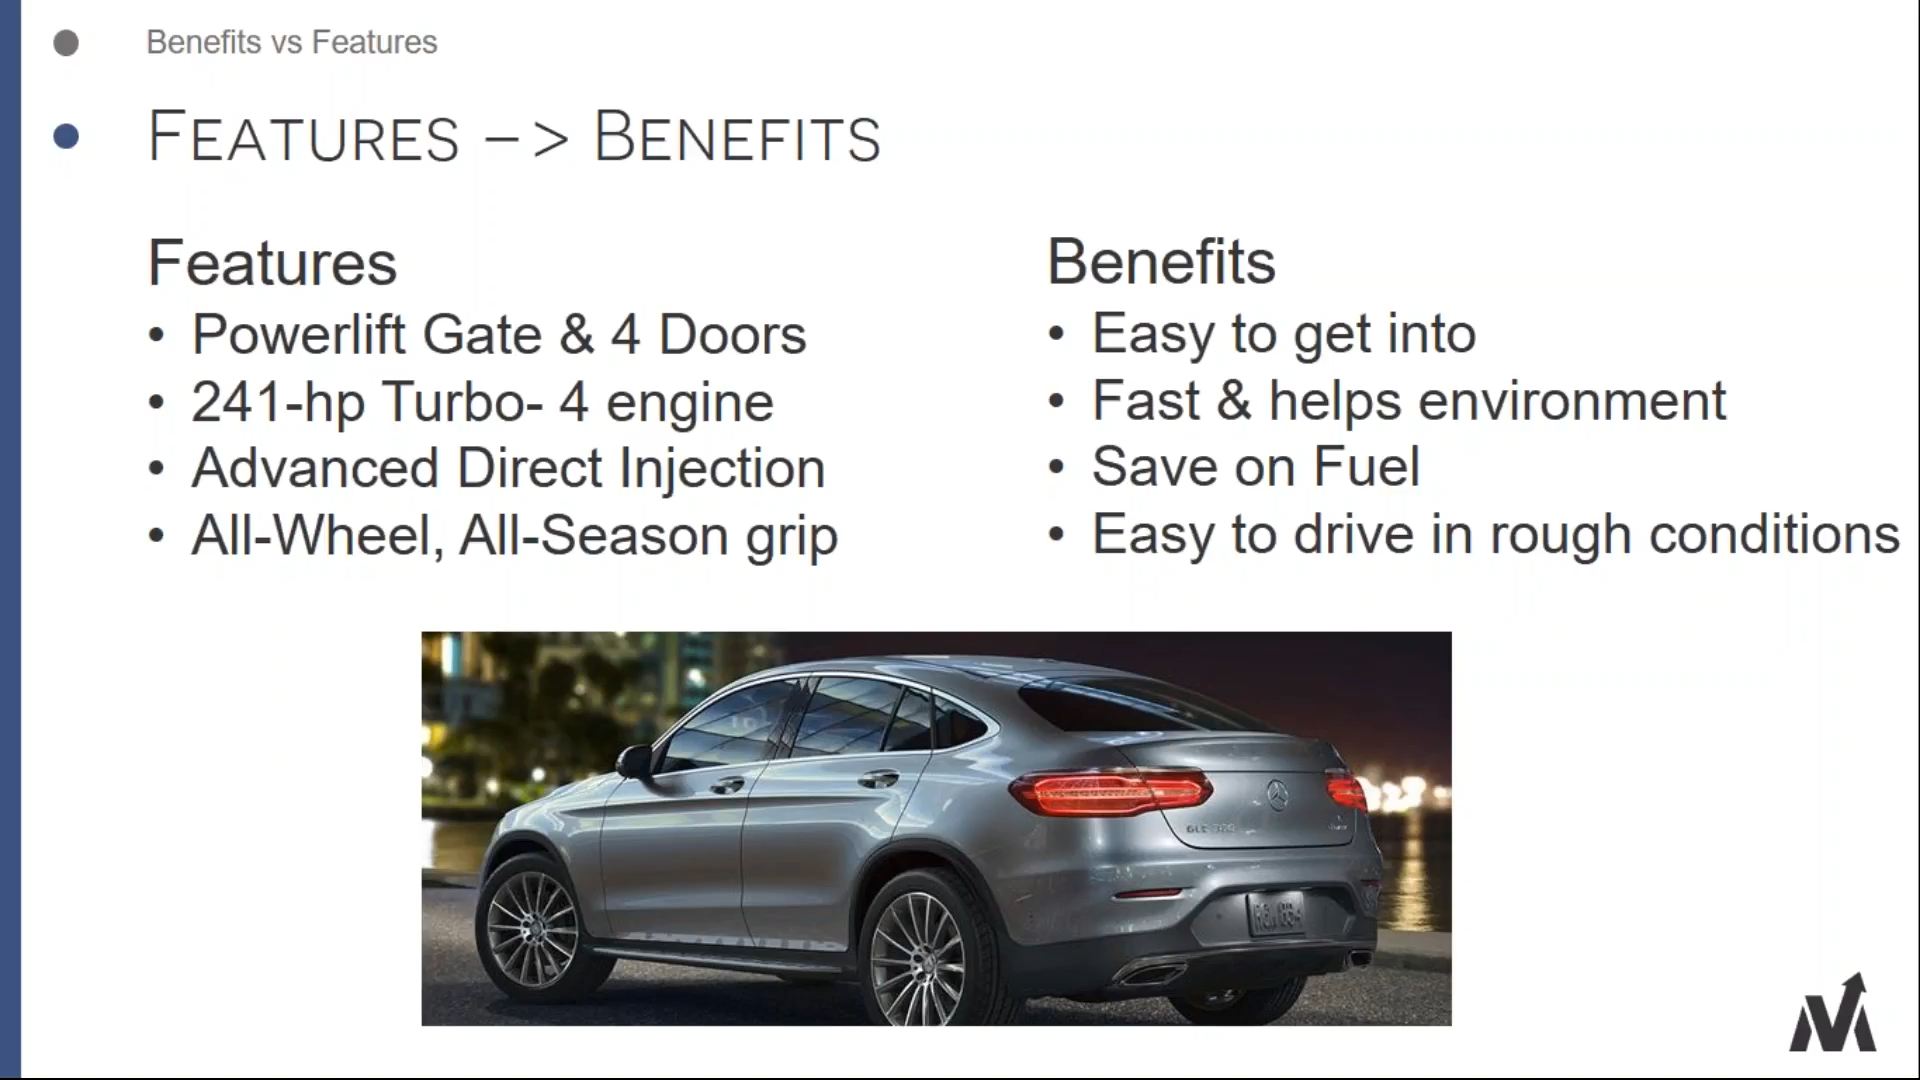 Benefits vs Features
FEATURES –> BENEFITS
Features
• Powerlift Gate & 4 Doors
• 241-hp Turbo- 4 engine
• Advanced Direct Injection
• All-Wheel, All-Season grip
Benefits
• Easy to get into
• Fast & helps environment
• Save on Fuel
• Easy to drive in rough conditions